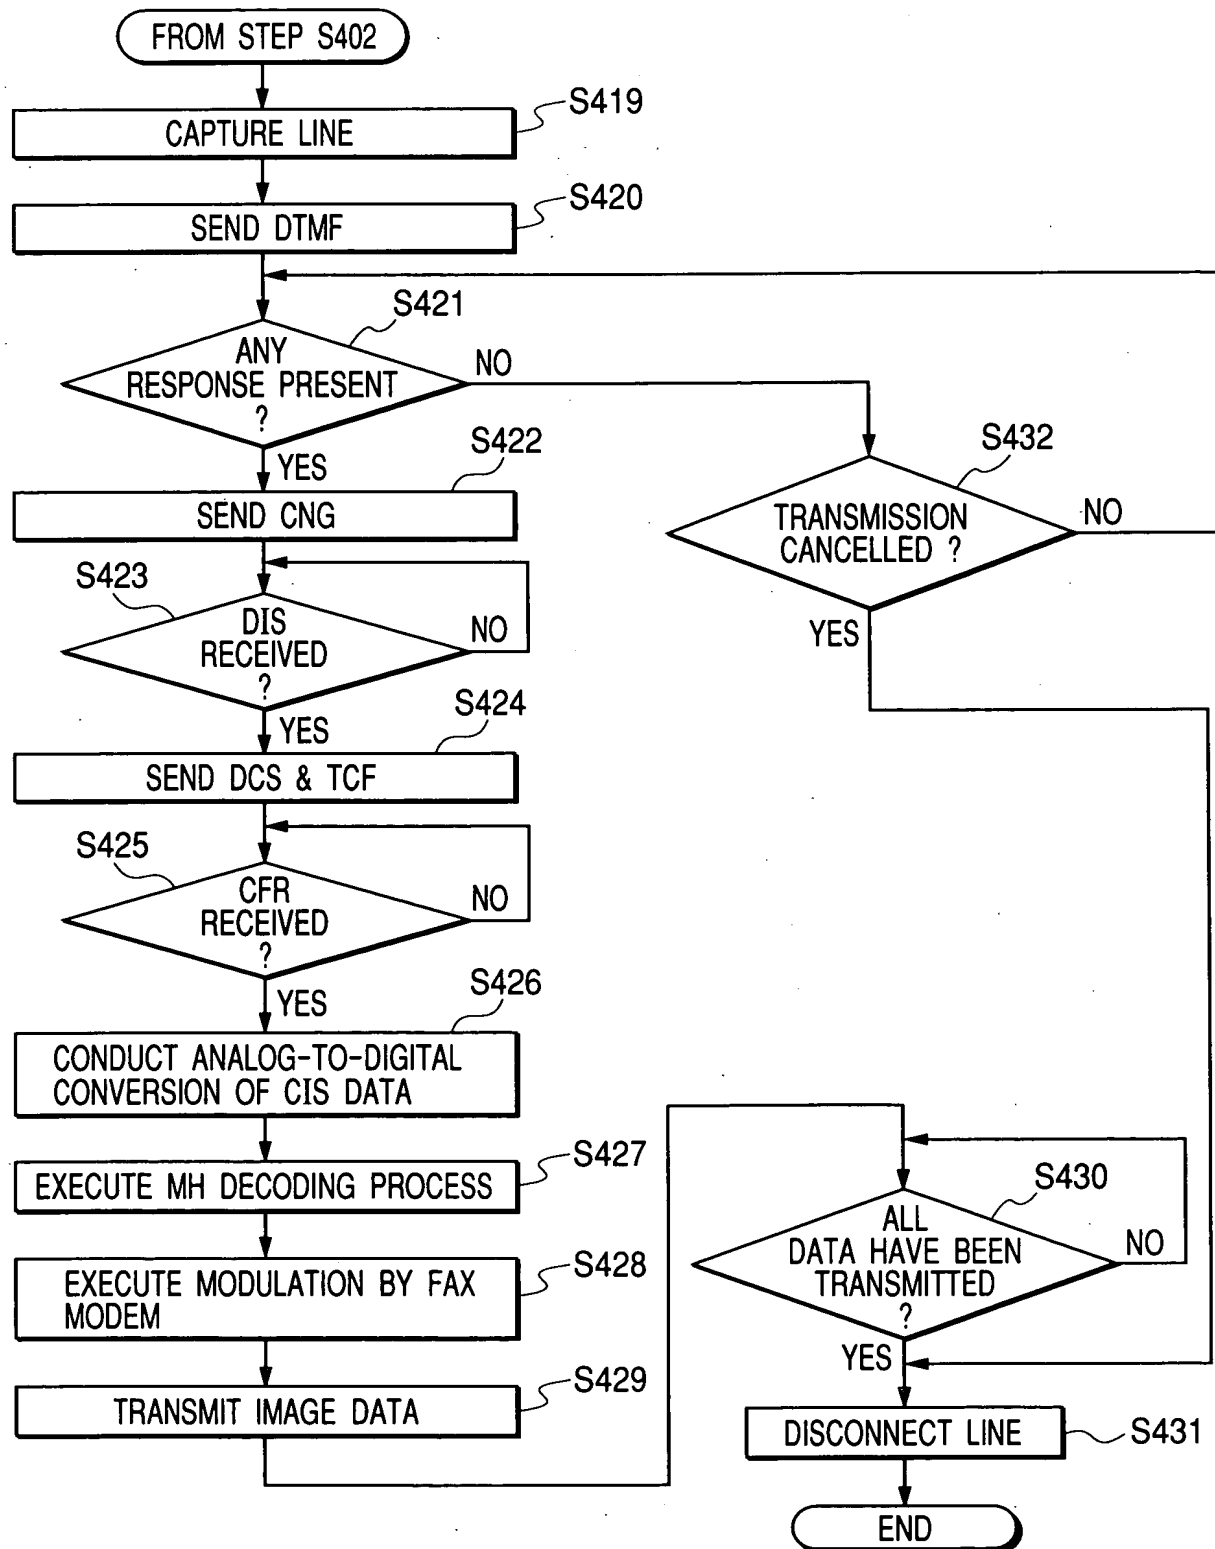 FROM STEP S402
S419
CAPTURE LINE
S420
SEND DTMF
S421
ANY
RESPONSE PRESENT
?
NO
YES
S422
SEND CNG
S423
DIS
RECEIVED
?
NO
YES
S424
SEND DCS & TCF
S425
CFR
RECEIVED
?
NO
YES
S426
CONDUCT ANALOG-TO-DIGITAL
CONVERSION OF CIS DATA
S427
EXECUTE MH DECODING PROCESS
S428
EXECUTE MODULATION BY FAX
MODEM
S429
TRANSMIT IMAGE DATA
S432
TRANSMISSION
CANCELLED ?
NO
YES
S430
ALL
DATA HAVE BEEN
TRANSMITTED
?
NO
YES
DISCONNECT LINE
S431
END